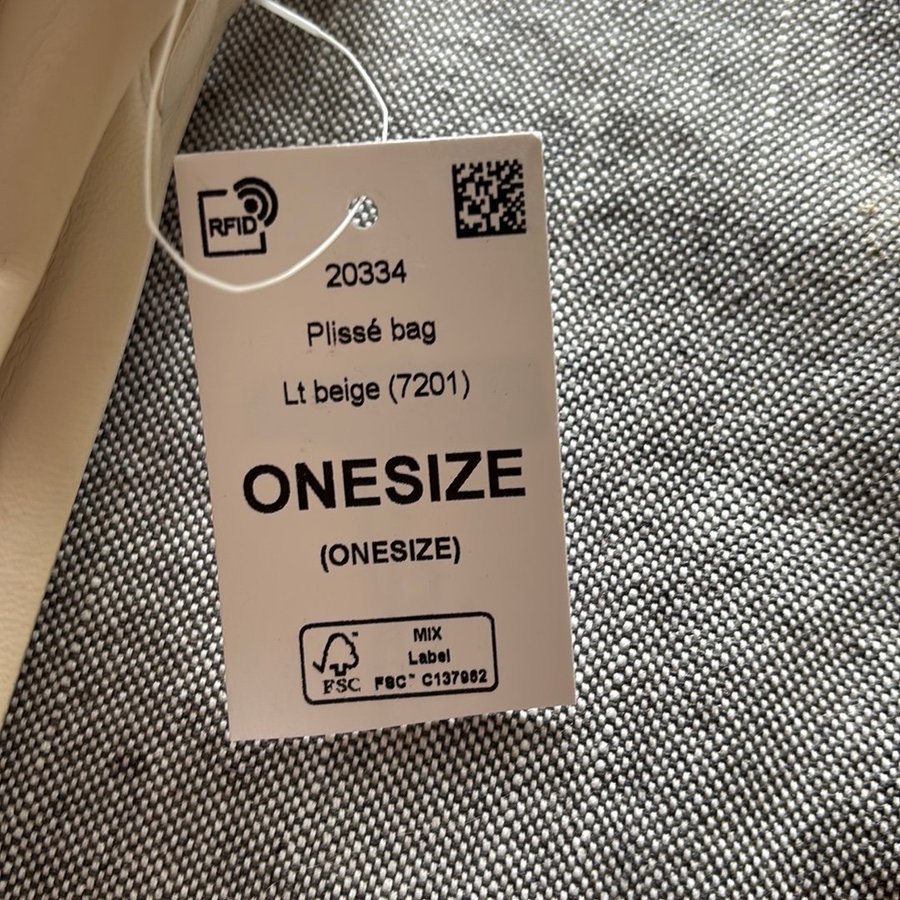 RFID
20334
Plissé bag
Lt beige (7201)
ONESIZE
(ONESIZE)
MIX
Label
FSC™ C137962
FSC